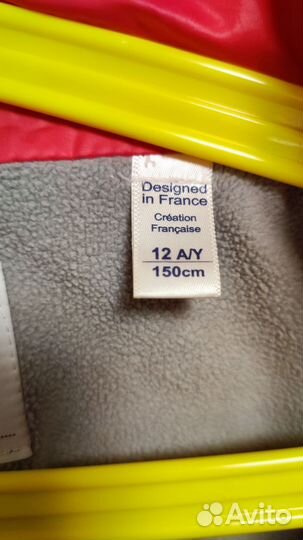 Designed
in France
Création
Française
12 A/Y
150cm
Avito